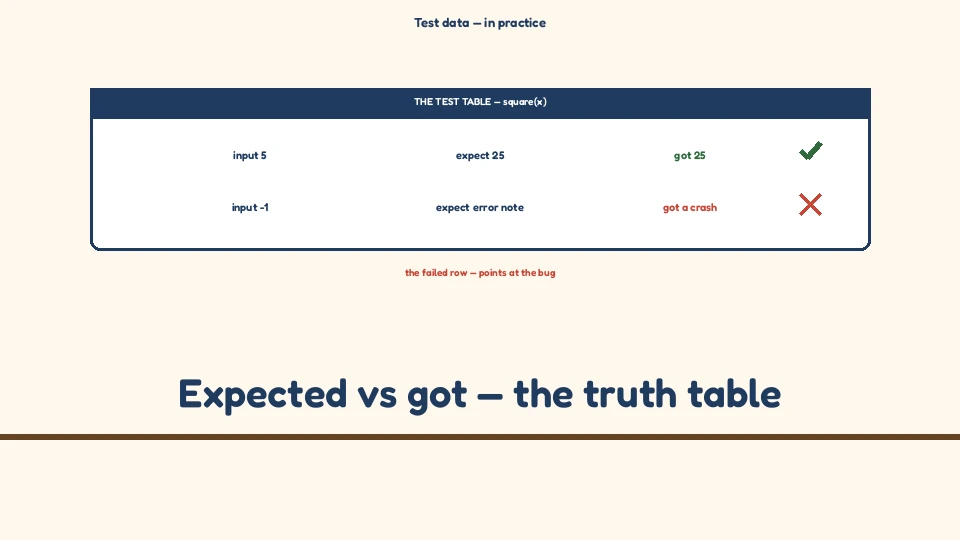 Test data — in practice
THE TEST TABLE — square(x)
input 5 expect 25 got 25
input -1 expect error note got a crash
the failed row — points at the bug
Expected vs got — the truth table